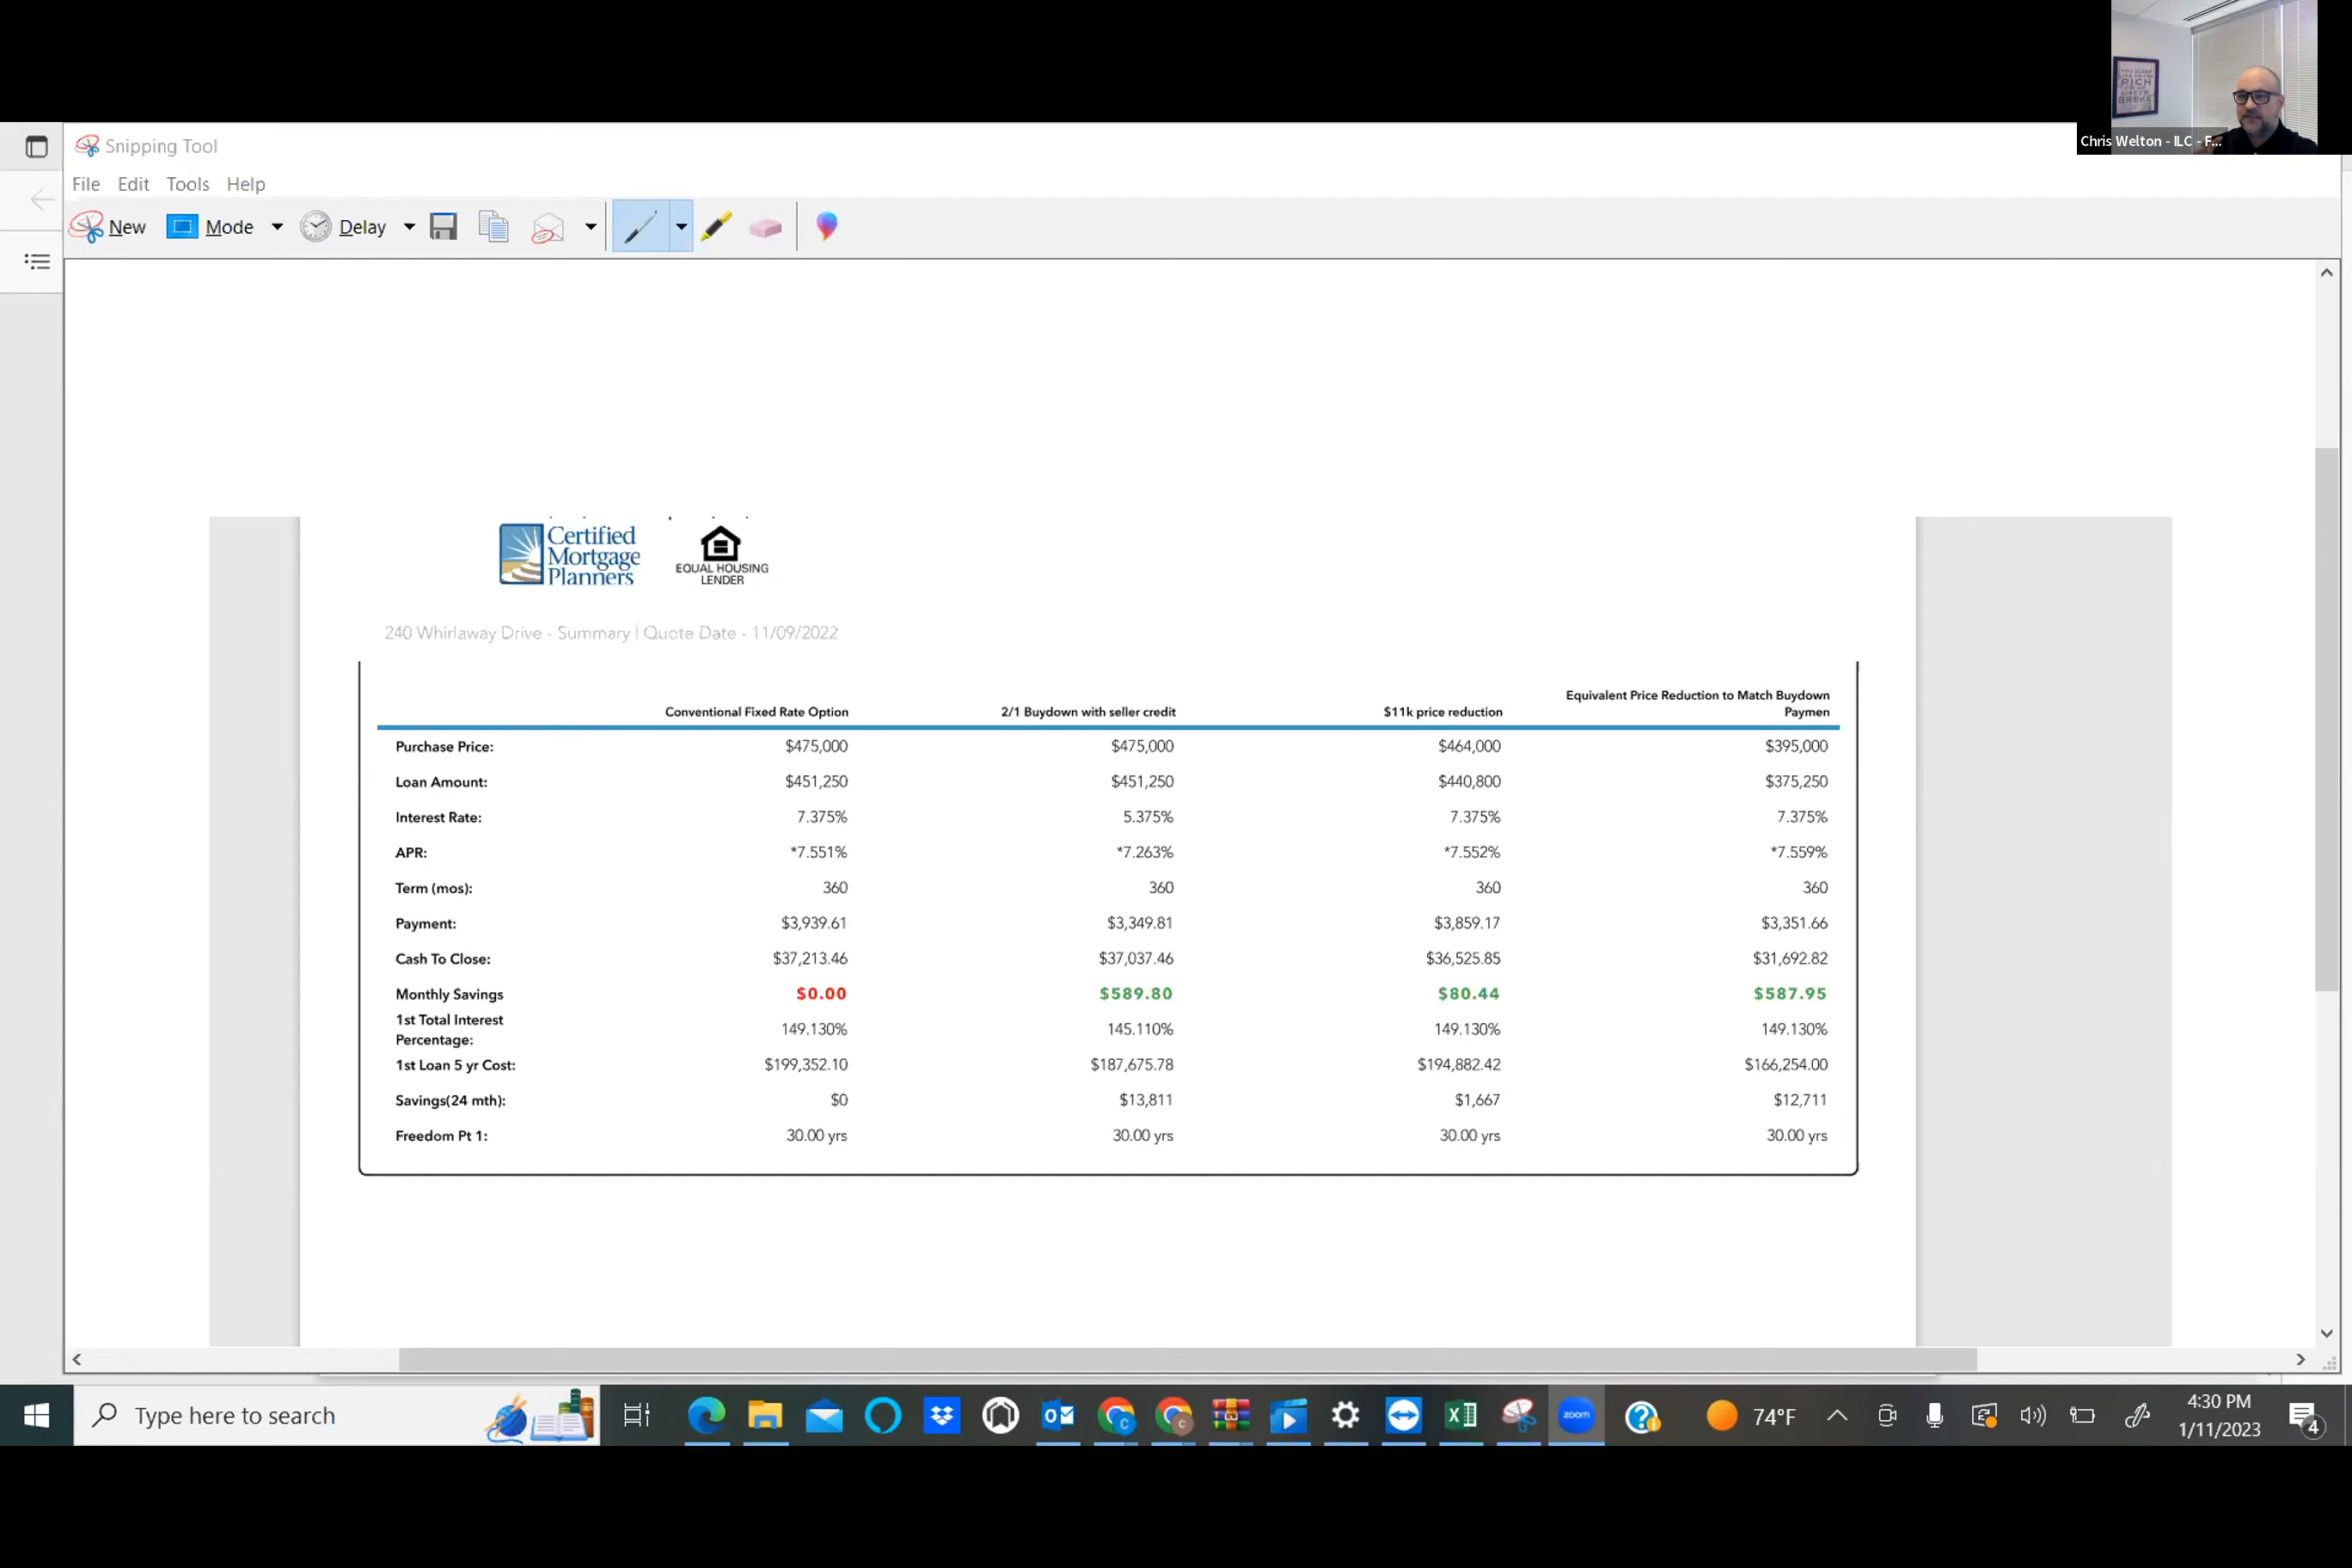 RICH
BROKE
Chris Welton - ILC - F...
Snipping Tool
File Edit Tools Help
New Mode Delay
Certified
Mortgage
Planners
EQUAL HOUSING
LENDER
240 Whirlaway Drive - Summary | Quote Date - 11/09/2022
Conventional Fixed Rate Option 2/1 Buydown with seller credit $11k price reduction Equivalent Price Reduction to Match Buydown
Paymen
Purchase Price: $475,000 $475,000 $464,000 $395,000
Loan Amount: $451,250 $451,250 $440,800 $375,250
Interest Rate: 7.375% 5.375% 7.375% 7.375%
APR: *7.551% *7.263% *7.552% *7.559%
Term (mos): 360 360 360 360
Payment: $3,939.61 $3,349.81 $3,859.17 $3,351.66
Cash To Close: $37,213.46 $37,037.46 $36,525.85 $31,692.82
Monthly Savings $0.00 $589.80 $80.44 $587.95
1st Total Interest
Percentage: 149.130% 145.110% 149.130% 149.130%
1st Loan 5 yr Cost: $199,352.10 $187,675.78 $194,882.42 $166,254.00
Savings(24 mth): $0 $13,811 $1,667 $12,711
Freedom Pt 1: 30.00 yrs 30.00 yrs 30.00 yrs 30.00 yrs
Type here to search
zoom
74°F
4:30 PM
1/11/2023
4